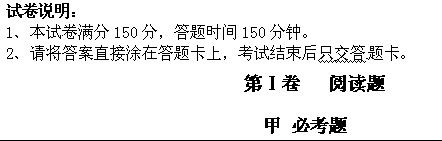 试卷说明：
1、本试卷满分150分，答题时间150分钟。
2、请将答案直接涂在答题卡上，考试结束后只交答题卡。
第Ⅰ卷　阅读题
甲 必考题